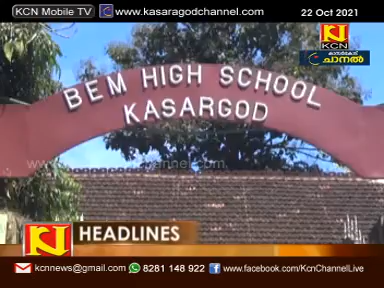 KCN Mobile TV www.kasaragodchannel.com 22 Oct 2021
KCN
കാസർകോട്
ചാനൽ
BEM HIGH SCHOOL
KASARGOD
HEADLINES
kcnnews@gmail.com 8281 148 922 www.facebook.com/KcnChannelLive